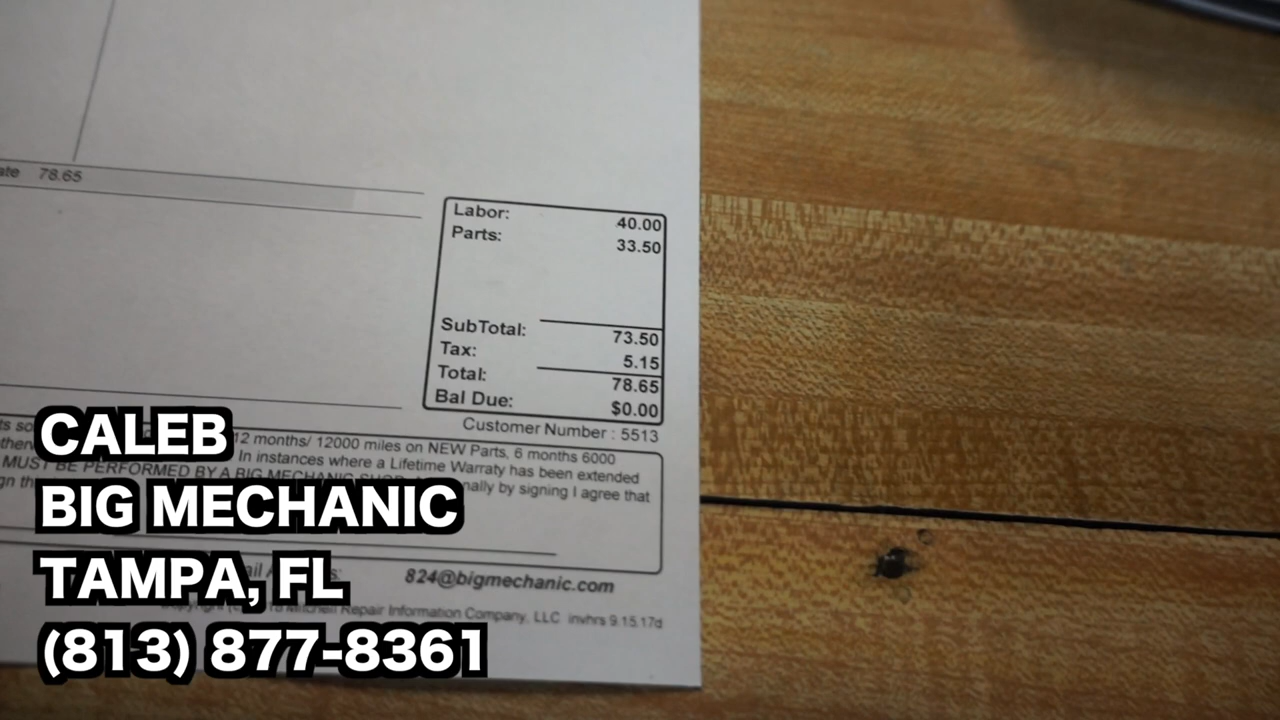 ate 78.65
Labor: 40.00
Parts: 33.50
SubTotal: 73.50
Tax: 5.15
Total: 78.65
Bal Due: $0.00
Customer Number : 5513
12 months/ 12000 miles on NEW Parts, 6 months 6000
In instances where a Lifetime Warraty has been extended
MUST BE PERFORMED BY A BIG MECHANIC SHOP. nally by signing I agree that
824@bigmechanic.com
Mitchell Repair Information Company, LLC invhrs 9.15.17d
CALEB
BIG MECHANIC
TAMPA, FL
(813) 877-8361